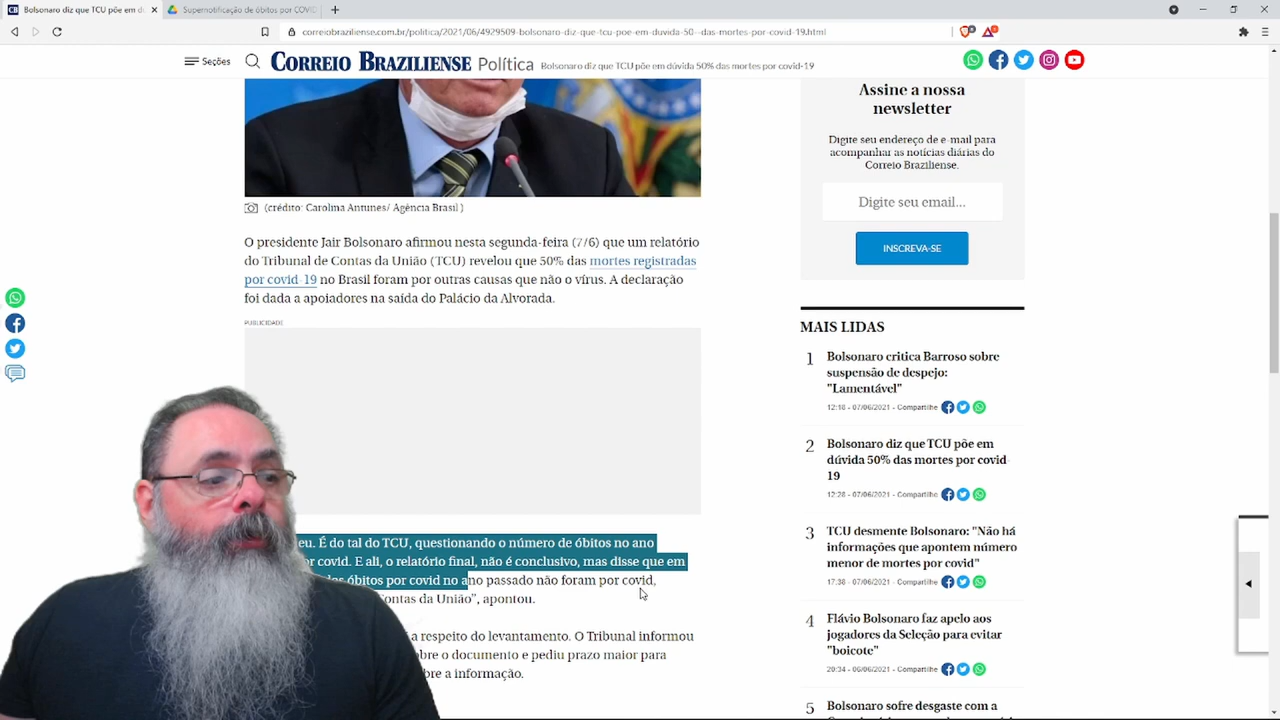 Bolsonaro diz que TCU põe em d
Supernotificação de óbitos por COVID
correiobraziliense.com.br/politica/2021/06/4929509-bolsonaro-diz-que-tcu-poe-em-duvida-50--das-mortes-por-covid-19.html
Seções
CORREIO BRAZILIENSE Política Bolsonaro diz que TCU põe em dúvida 50% das mortes por covid-19
(crédito: Carolina Antunes/ Agência Brasil )
O presidente Jair Bolsonaro afirmou nesta segunda-feira (7/6) que um relatório
do Tribunal de Contas da União (TCU) revelou que 50% das mortes registradas
por covid-19 no Brasil foram por outras causas que não o vírus. A declaração
foi dada a apoiadores na saída do Palácio da Alvorada.
PUBLICIDADE
eu. É do tal do TCU, questionando o número de óbitos no ano
por covid. E ali, o relatório final, não é conclusivo, mas disse que em
dos óbitos por covid no ano passado não foram por covid,
Contas da União”, apontou.
a respeito do levantamento. O Tribunal informou
obre o documento e pediu prazo maior para
bre a informação.
Assine a nossa
newsletter
Digite seu endereço de e-mail para
acompanhar as notícias diárias do
Correio Braziliense.
Digite seu email...
INSCREVA-SE
MAIS LIDAS
1 Bolsonaro critica Barroso sobre
suspensão de despejo:
"Lamentável"
12:18 - 07/06/2021 - Compartilhe
2 Bolsonaro diz que TCU põe em
dúvida 50% das mortes por covid-
19
12:28 - 07/06/2021 - Compartilhe
3 TCU desmente Bolsonaro: "Não há
informações que apontem número
menor de mortes por covid"
17:38 - 07/06/2021 - Compartilhe
4 Flávio Bolsonaro faz apelo aos
jogadores da Seleção para evitar
"boicote"
20:34 - 06/06/2021 - Compartilhe
5 Bolsonaro sofre desgaste com a